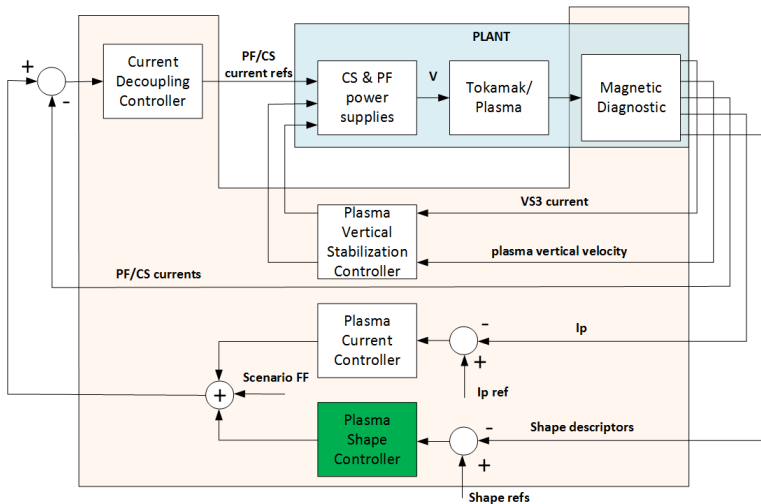 PLANT
+
-
Current
Decoupling
Controller
PF/CS
current refs
CS & PF
power
supplies
V
Tokamak/
Plasma
Magnetic
Diagnostic
Plasma
Vertical
Stabilization
Controller
VS3 current
plasma vertical velocity
PF/CS currents
Plasma
Current
Controller
-
+
Ip
Ip ref
Scenario FF
+
Plasma
Shape
Controller
-
+
Shape descriptors
Shape refs